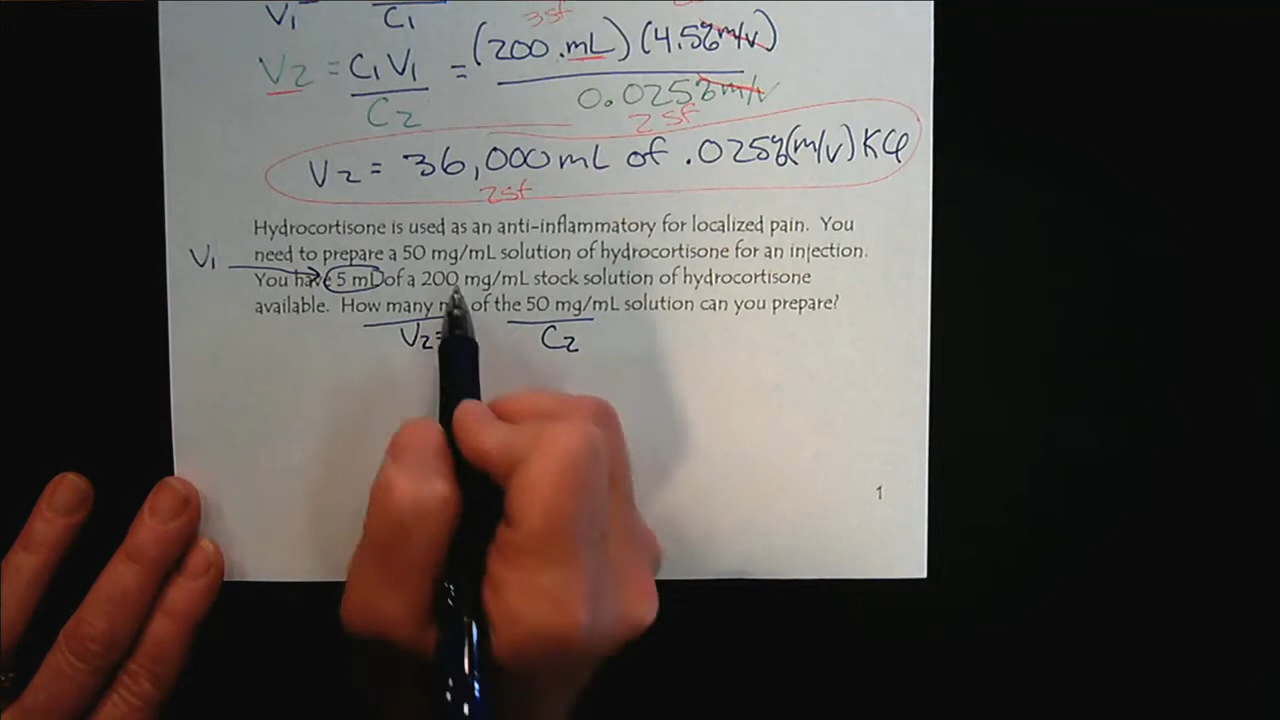 V1 C1
3sf
V2 = C1V1 / C2 = (200.mL)(4.5%m/v) / 0.025%m/v
2sf
V2 = 36,000mL of .025%(m/v) KCl
2sf
Hydrocortisone is used as an anti-inflammatory for localized pain. You
need to prepare a 50 mg/mL solution of hydrocortisone for an injection.
V1
You have 5 mL of a 200 mg/mL stock solution of hydrocortisone
available. How many of the 50 mg/mL solution can you prepare?
V2= C2
1